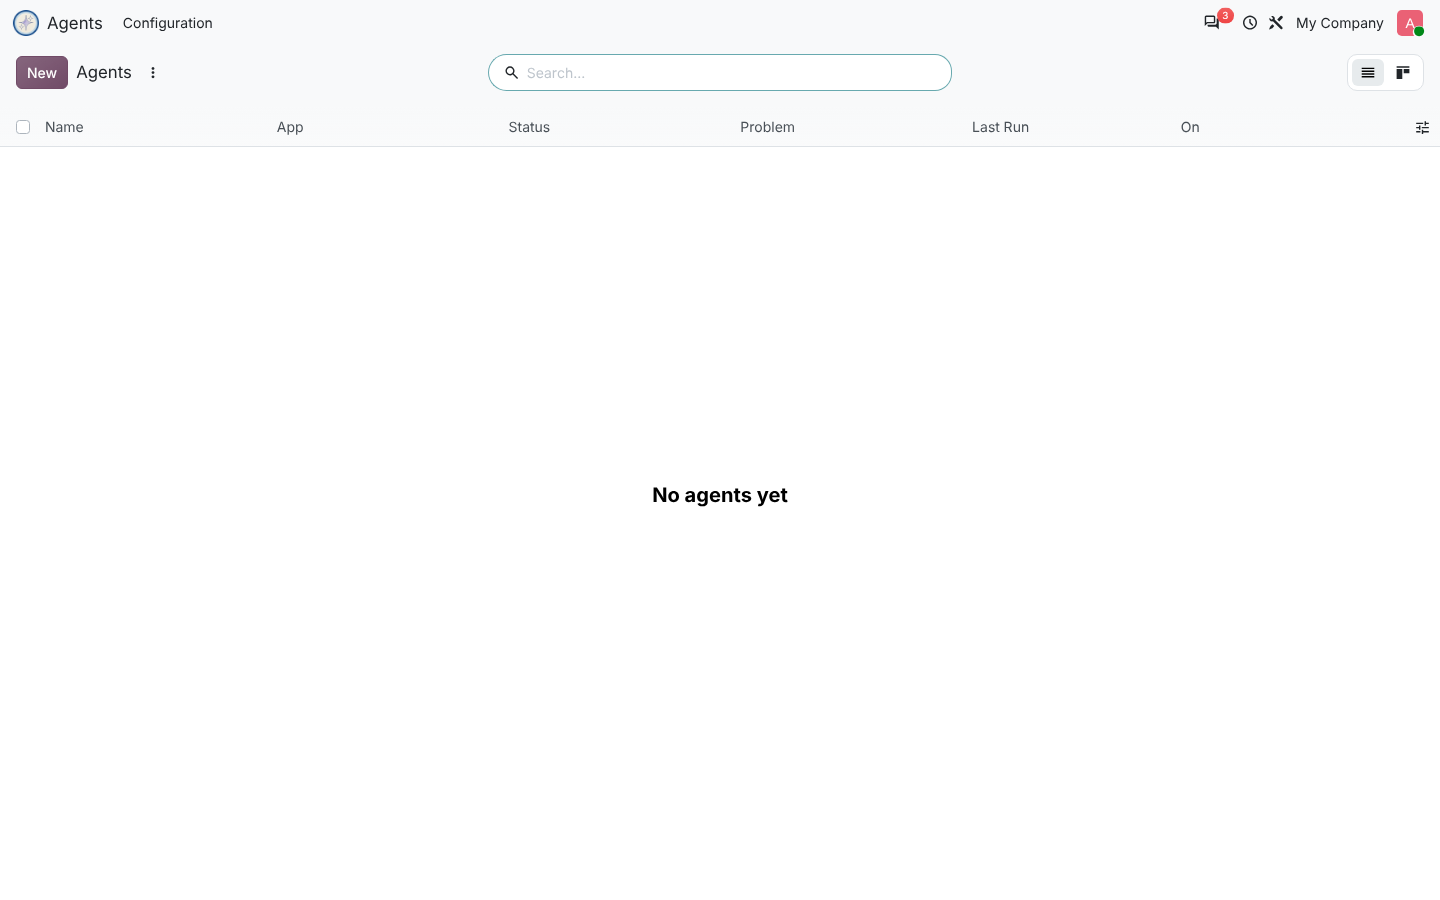 Agents Configuration 3 My Company A
New Agents Search...
Name App Status Problem Last Run On
No agents yet